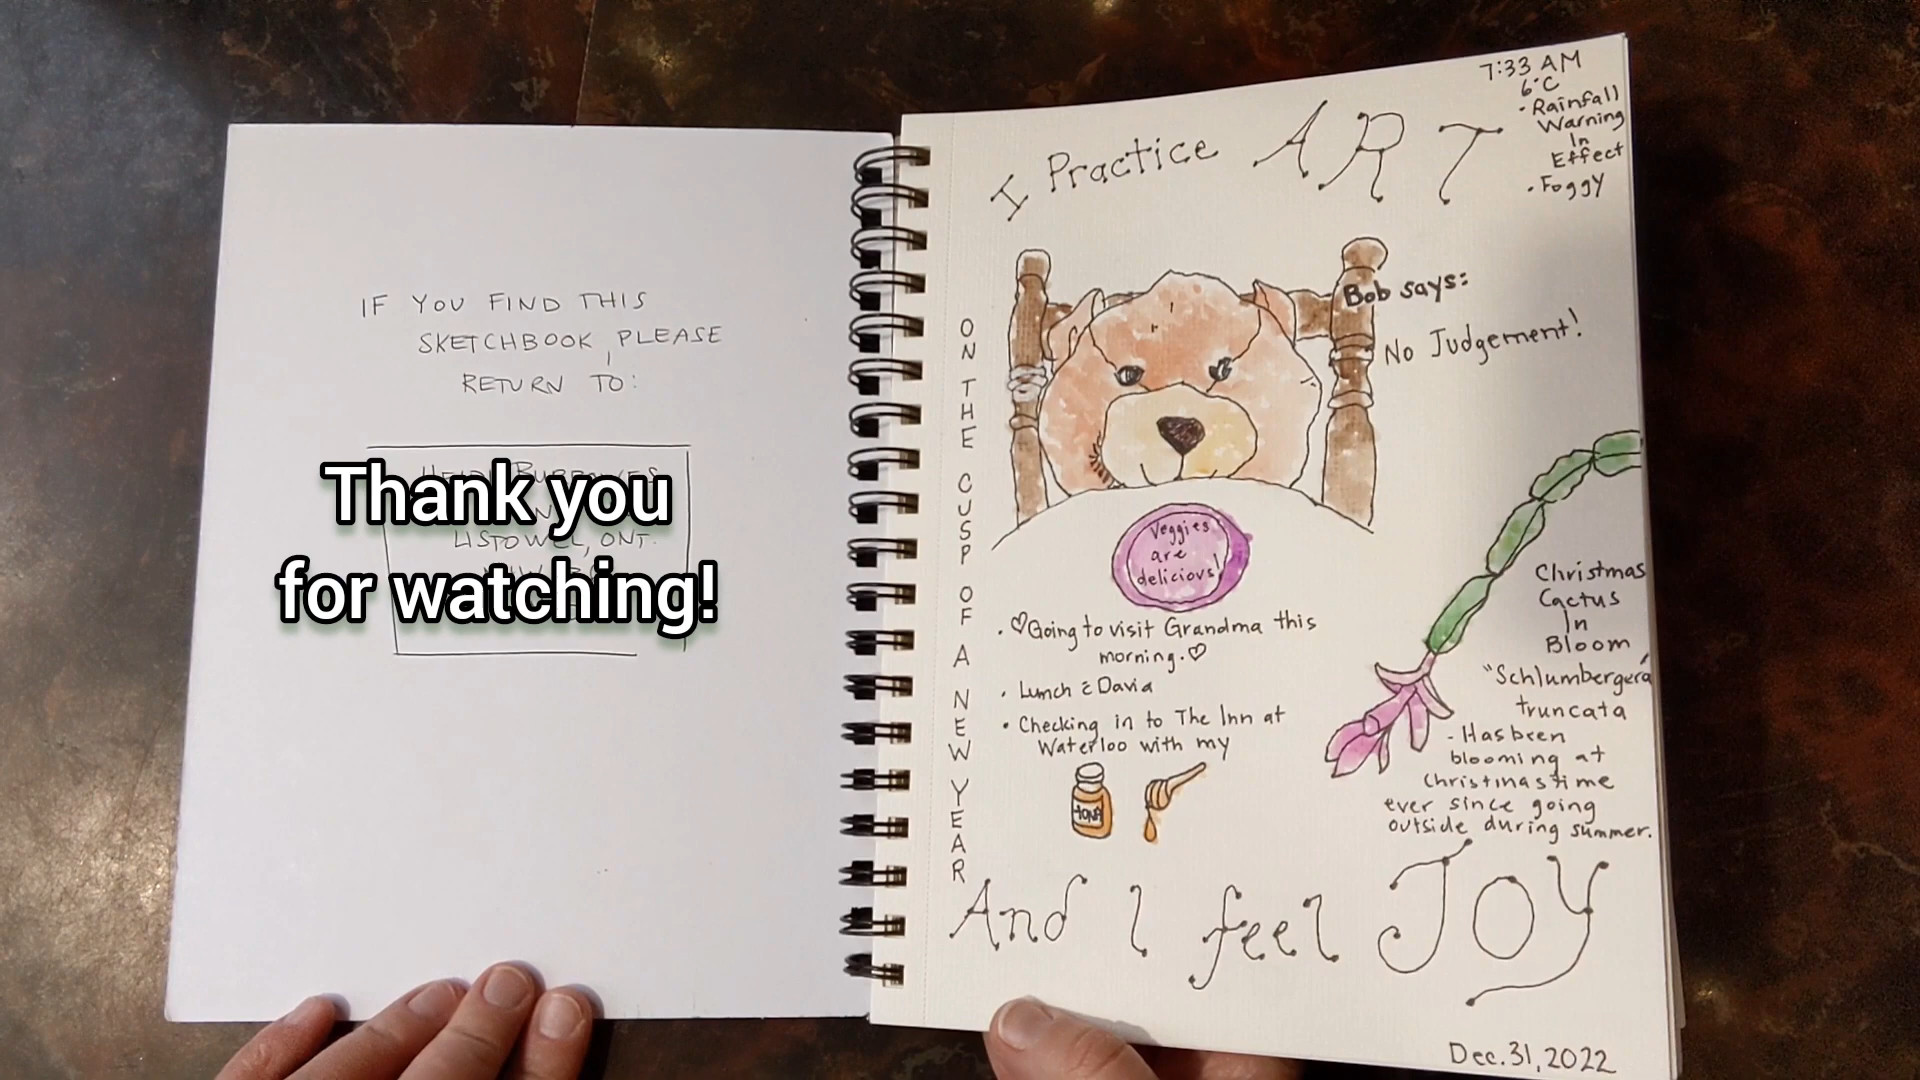 IF YOU FIND THIS
SKETCHBOOK, PLEASE
RETURN TO:
BURROWES
LISTOWEL, ONT.
Thank you
for watching!
7:33 AM
6°C
• Rainfall
Warning
In
Effect
• Foggy
I Practice ART
Bob says:
No Judgement!
ON THE CUSP OF A NEW YEAR
Veggies
are
delicious!
• ♡Going to visit Grandma this
morning.♡
• Lunch c̄ Davia
• Checking in to The Inn at
Waterloo with my
Christmas
Cactus
In
Bloom
"Schlumbergera
truncata
- Has been
blooming at
Christmastime
ever since going
outside during summer.
And I feel JOY
Dec. 31, 2022